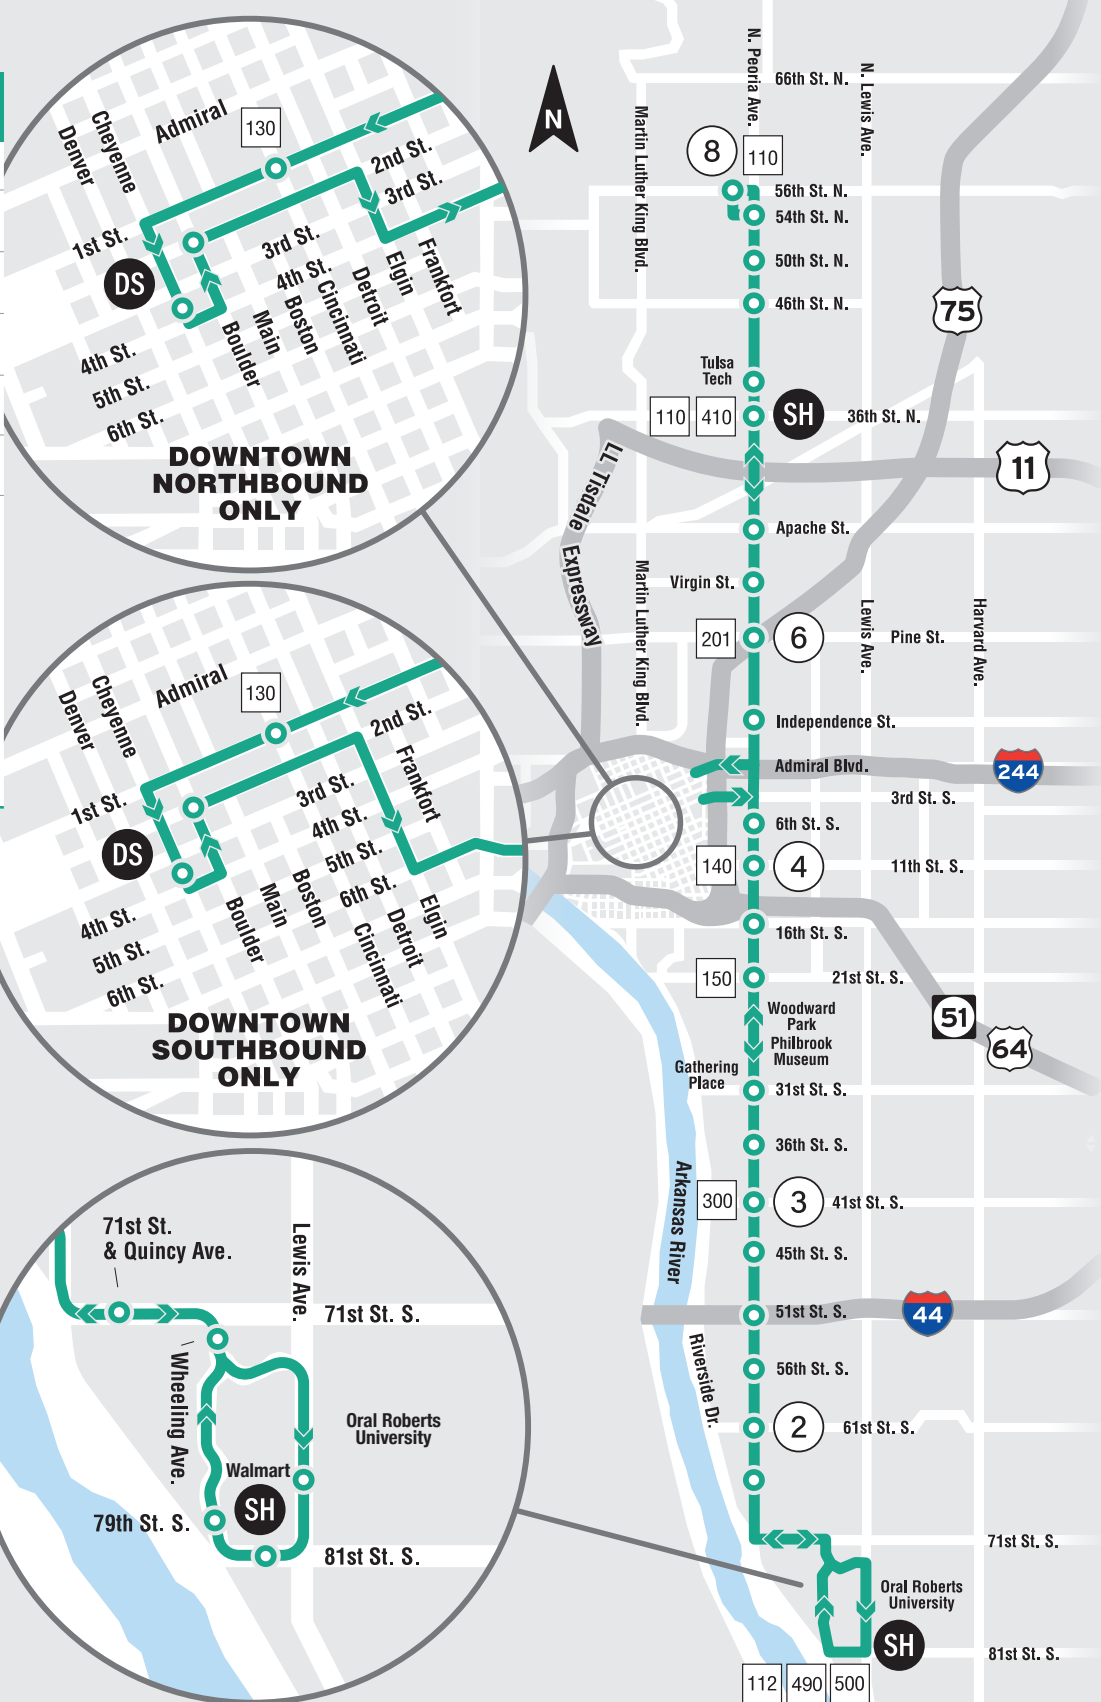 Cheyenne
Denver
Admiral
130
2nd St.
3rd St.
1st St.
DS
3rd St.
4th St.
Frankfort
Elgin
Detroit
Cincinnati
Boston
Main
Boulder
4th St.
5th St.
6th St.
DOWNTOWN
NORTHBOUND
ONLY
Cheyenne
Denver
Admiral
130
2nd St.
Frankfort
1st St.
3rd St.
4th St.
5th St.
6th St.
DS
Boulder
Main
Boston
Cincinnati
Detroit
Elgin
4th St.
5th St.
6th St.
DOWNTOWN
SOUTHBOUND
ONLY
71st St.
& Quincy Ave.
Lewis Ave.
71st St. S.
Wheeling Ave.
Oral Roberts
University
Walmart
SH
79th St. S.
81st St. S.
N
N. Peoria Ave.
N. Lewis Ave.
Martin Luther King Blvd.
66th St. N.
8
110
56th St. N.
54th St. N.
50th St. N.
46th St. N.
75
Tulsa
Tech
110
410
SH
36th St. N.
11
LL Tisdale Expressway
Apache St.
Virgin St.
Martin Luther King Blvd.
Lewis Ave.
Harvard Ave.
201
6
Pine St.
Independence St.
Admiral Blvd.
244
3rd St. S.
6th St. S.
140
4
11th St. S.
16th St. S.
150
21st St. S.
Woodward
Park
Philbrook
Museum
51
64
Gathering
Place
31st St. S.
36th St. S.
Arkansas River
300
3
41st St. S.
45th St. S.
51st St. S.
44
Riverside Dr.
56th St. S.
2
61st St. S.
71st St. S.
Oral Roberts
University
SH
81st St. S.
112
490
500